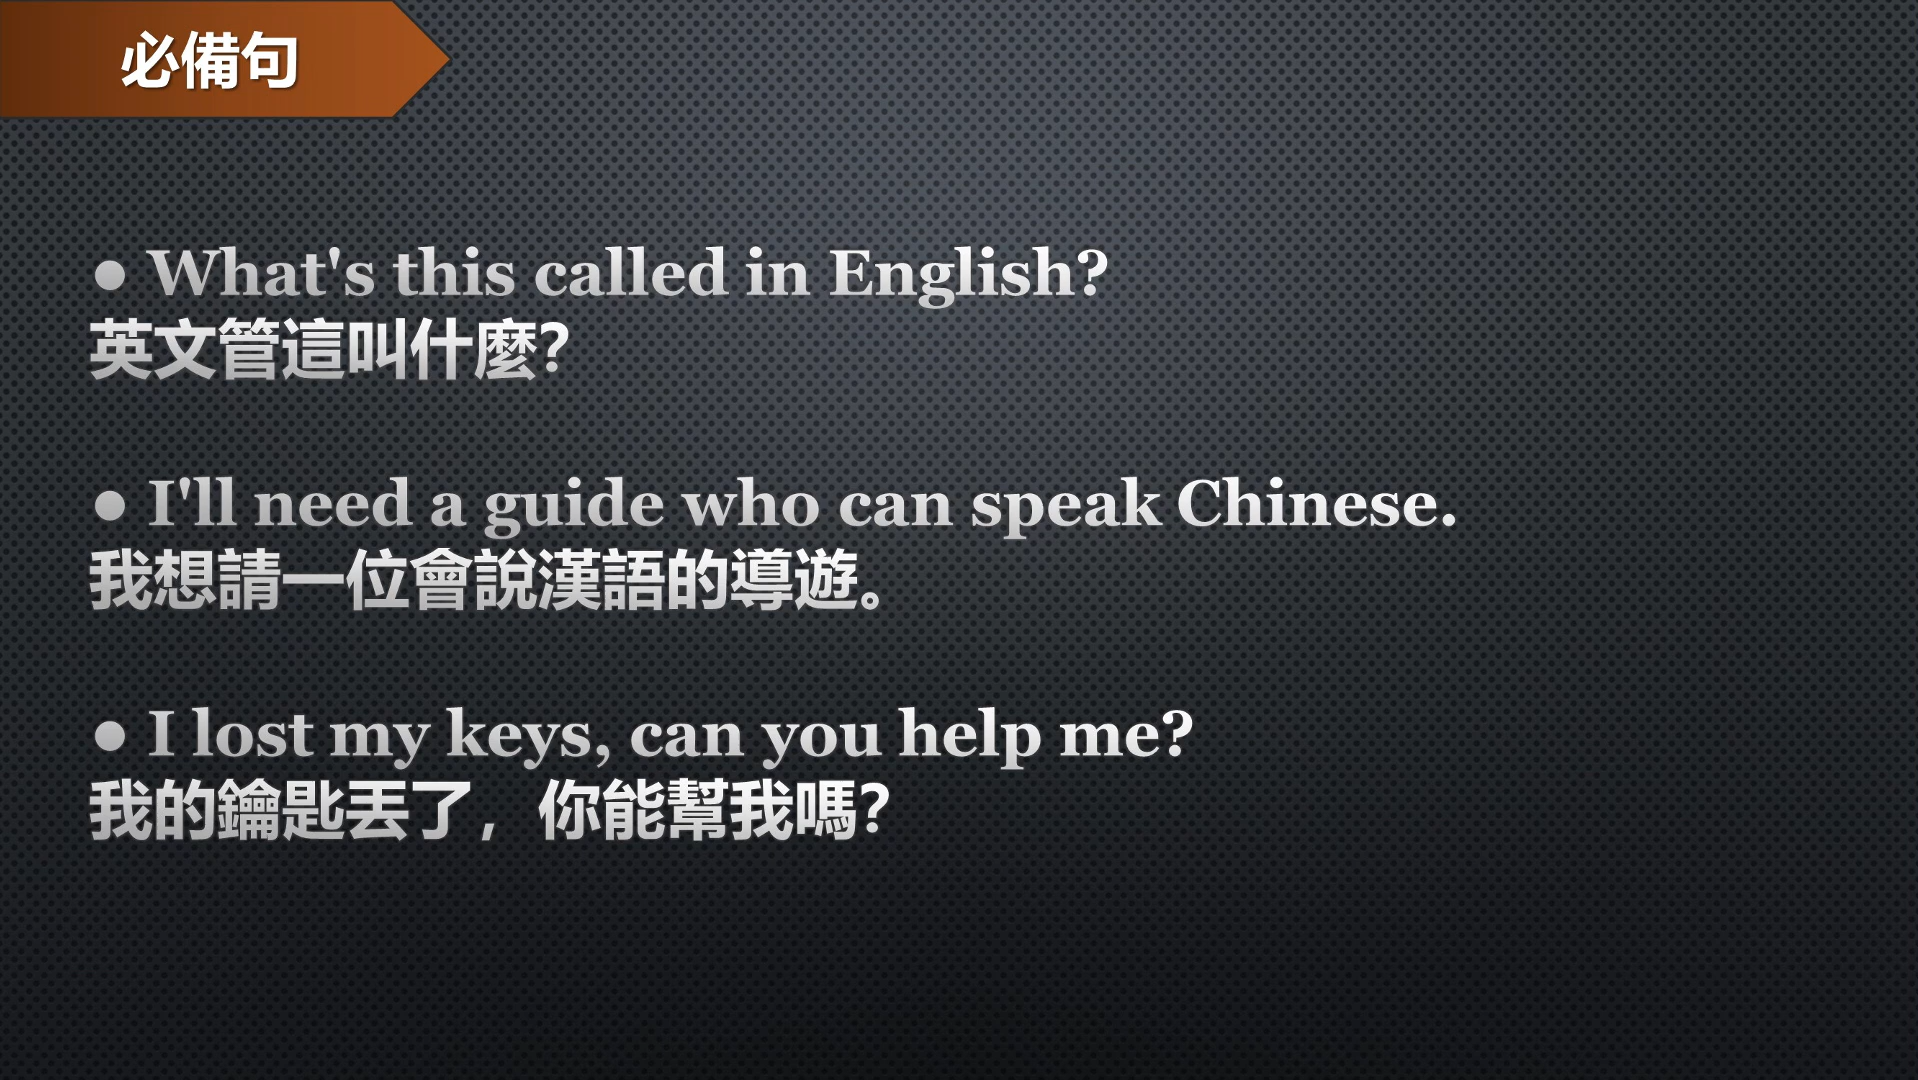 必備句
● What's this called in English?
英文管這叫什麼?
● I'll need a guide who can speak Chinese.
我想請一位會說漢語的導遊。
● I lost my keys, can you help me?
我的鑰匙丟了，你能幫我嗎?